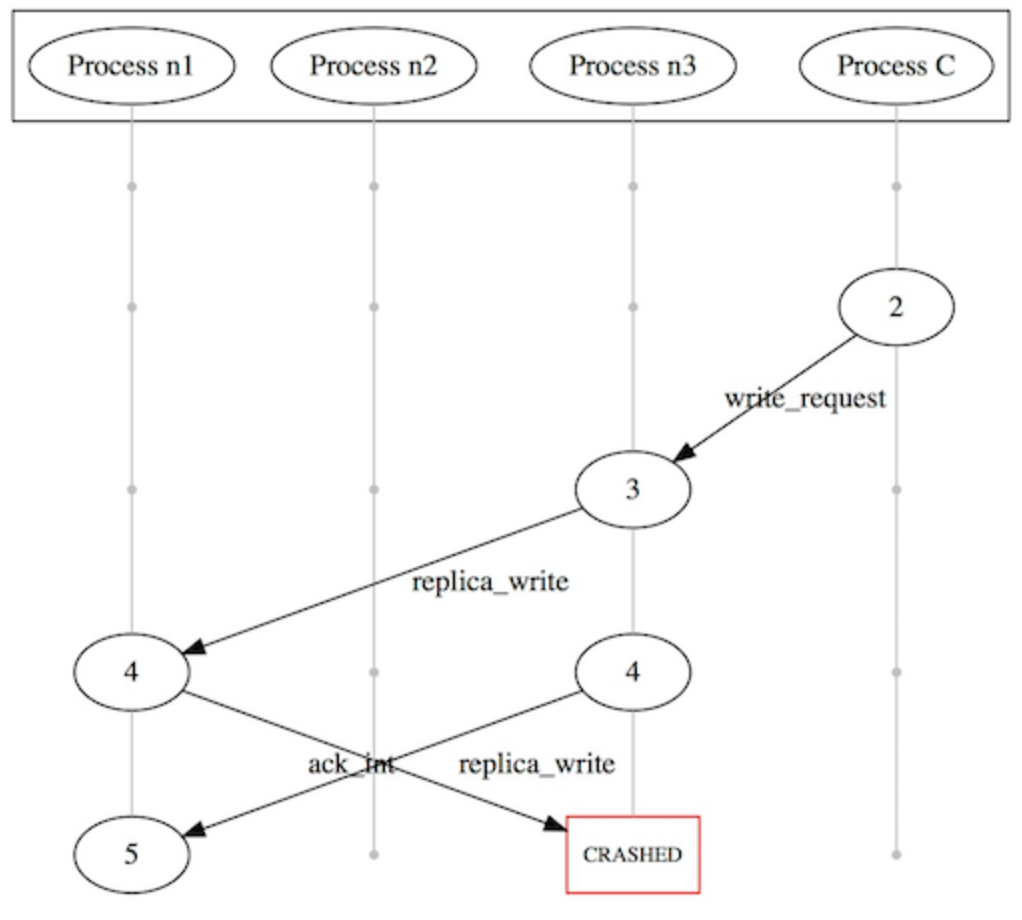 Process n1
Process n2
Process n3
Process C
2
write_request
3
replica_write
4
4
ack_int
replica_write
5
CRASHED